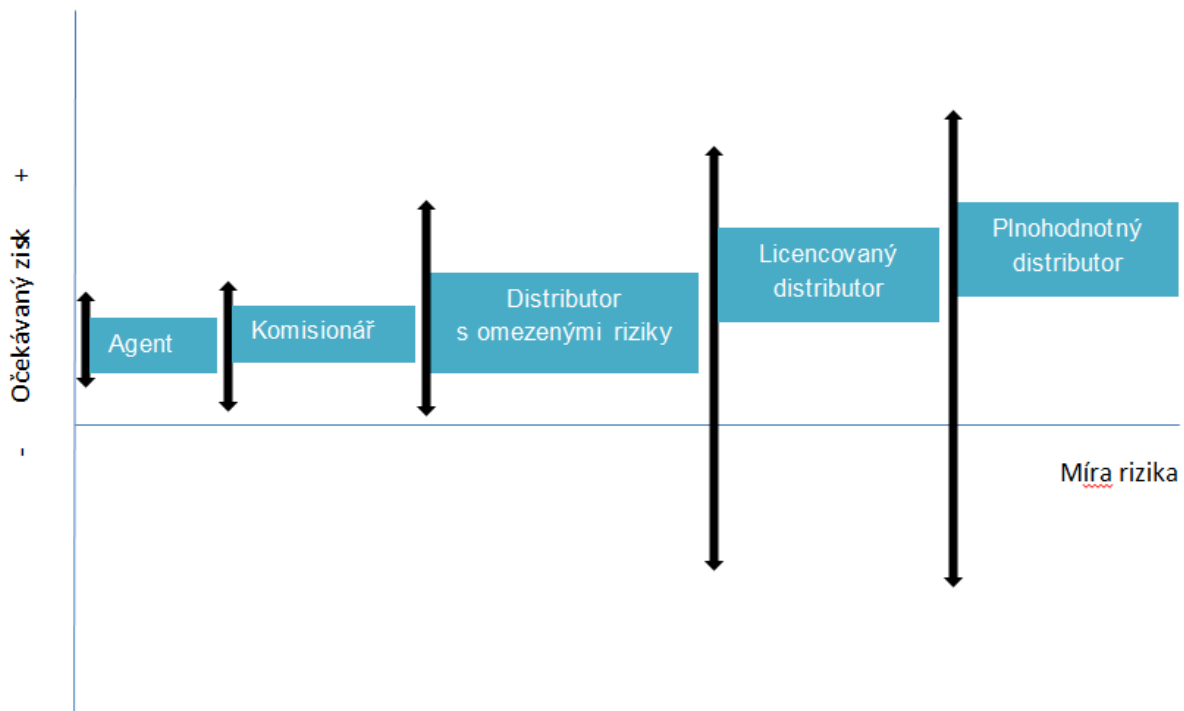 +
Očekávaný zisk
-
Agent
Komisionář
Distributor
s omezenými riziky
Licencovaný
distributor
Plnohodnotný
distributor
Míra rizika